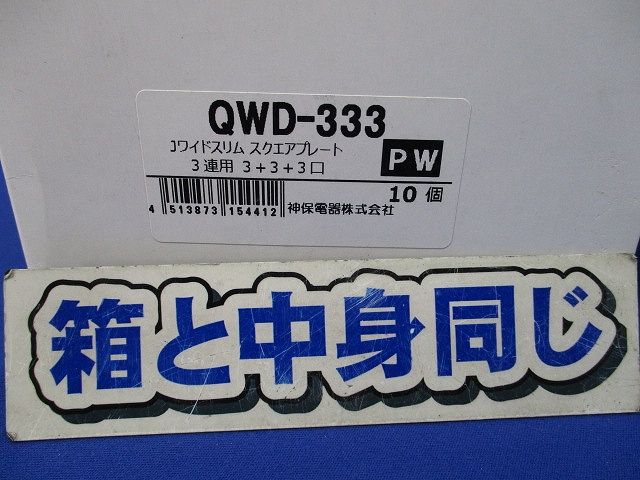 QWD-333
Jワイドスリム スクエアプレート
3連用 3+3+3口
PW
10 個
4 513873 154412
神保電器株式会社
箱と中身同じ